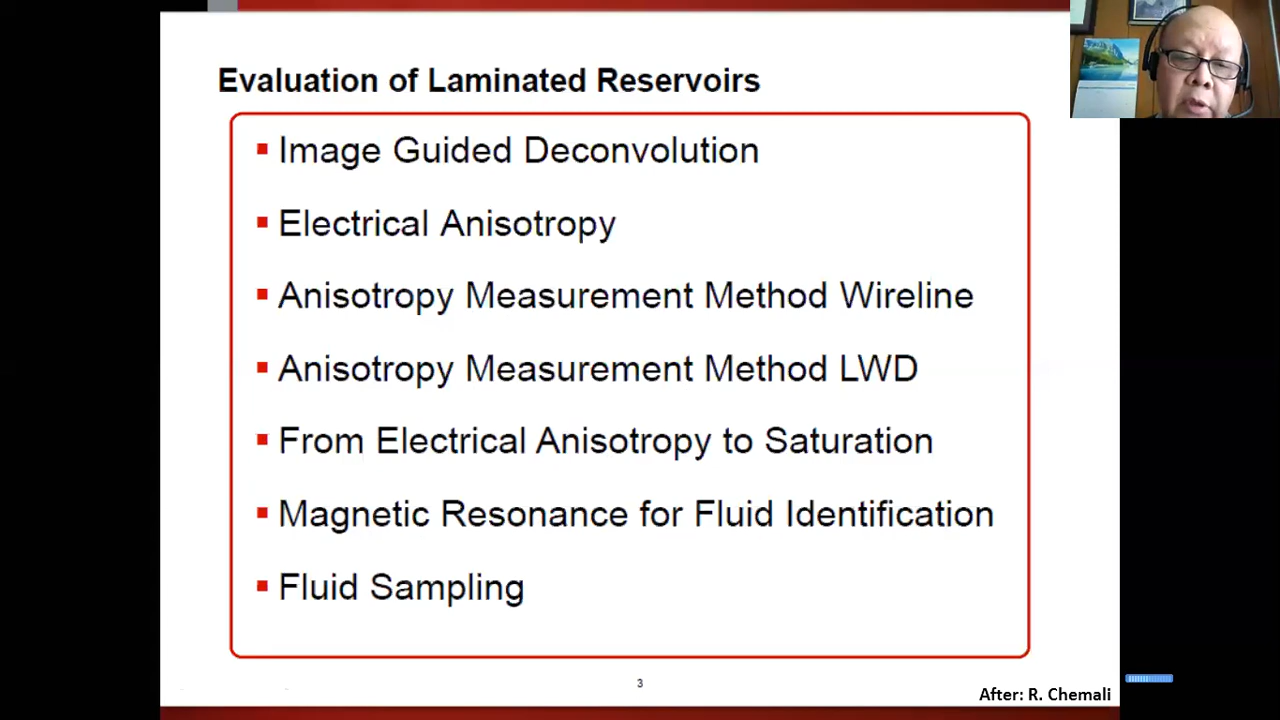 Evaluation of Laminated Reservoirs
Image Guided Deconvolution
Electrical Anisotropy
Anisotropy Measurement Method Wireline
Anisotropy Measurement Method LWD
From Electrical Anisotropy to Saturation
Magnetic Resonance for Fluid Identification
Fluid Sampling
3
After: R. Chemali